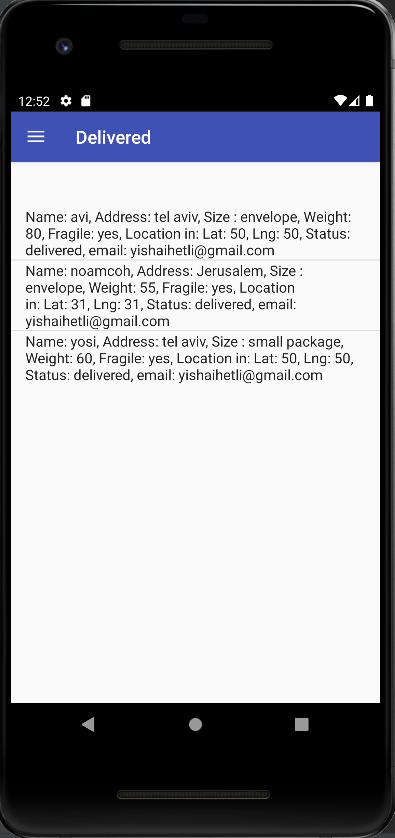 12:52
Delivered
Name: avi, Address: tel aviv, Size : envelope, Weight:
80, Fragile: yes, Location in: Lat: 50, Lng: 50, Status:
delivered, email: yishaihetli@gmail.com
Name: noamcoh, Address: Jerusalem, Size :
envelope, Weight: 55, Fragile: yes, Location
in: Lat: 31, Lng: 31, Status: delivered, email:
yishaihetli@gmail.com
Name: yosi, Address: tel aviv, Size : small package,
Weight: 60, Fragile: yes, Location in: Lat: 50, Lng: 50,
Status: delivered, email: yishaihetli@gmail.com